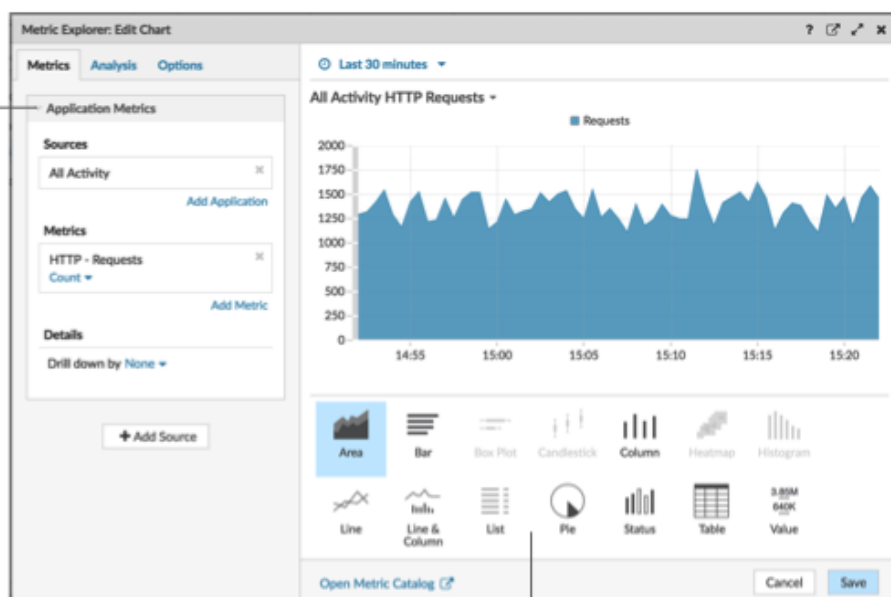 Metric Explorer: Edit Chart
?
Metrics Analysis Options
Application Metrics
Sources
All Activity
Add Application
Metrics
HTTP - Requests
Count
Add Metric
Details
Drill down by None
+ Add Source
Last 30 minutes
All Activity HTTP Requests
Requests
2000
1750
1500
1250
1000
750
500
250
0
14:55 15:00 15:05 15:10 15:15 15:20
Area Bar Box Plot Candlestick Column Heatmap Histogram
3.85M
640K
Line Line & Column List Pie Status Table Value
Open Metric Catalog
Cancel Save